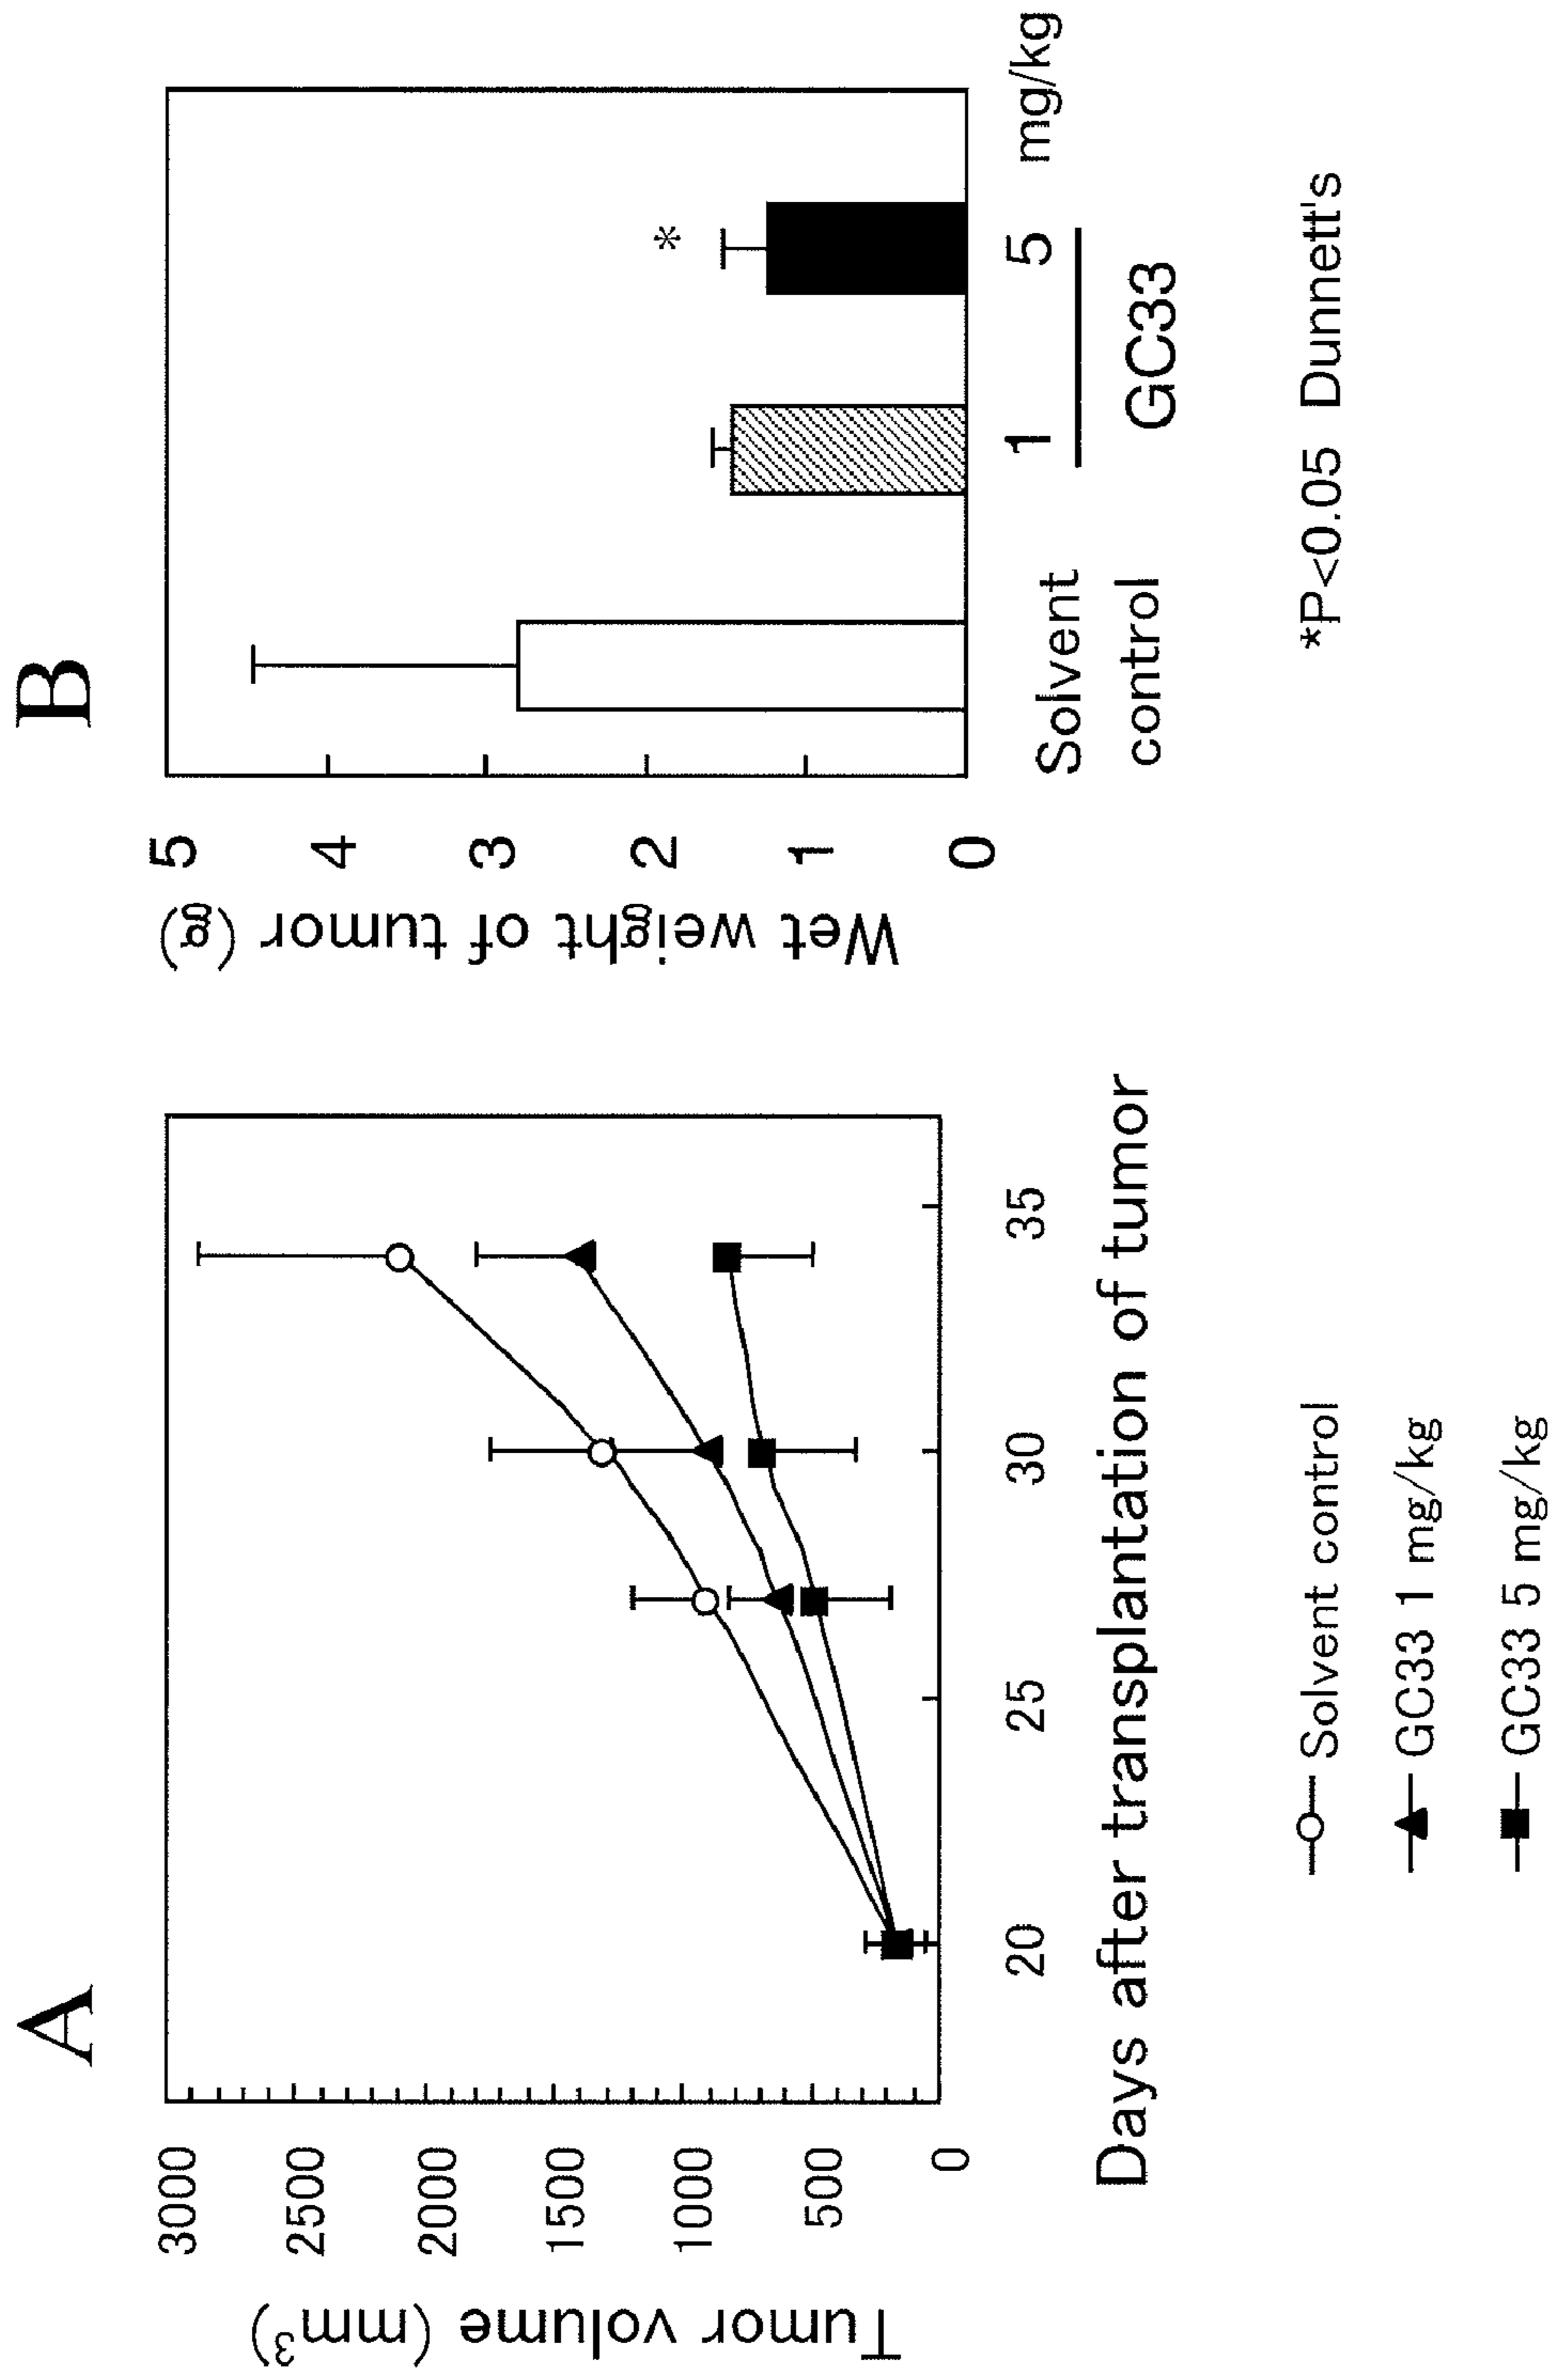 A
Tumor volume (mm³)
3000
2500
2000
1500
1000
500
0
20
25
30
35
Days after transplantation of tumor
Solvent control
GC33 1 mg/kg
GC33 5 mg/kg
B
Wet weight of tumor (g)
5
4
3
2
1
0
*
Solvent
control
1
5
mg/kg
GC33
*P<0.05 Dunnett's